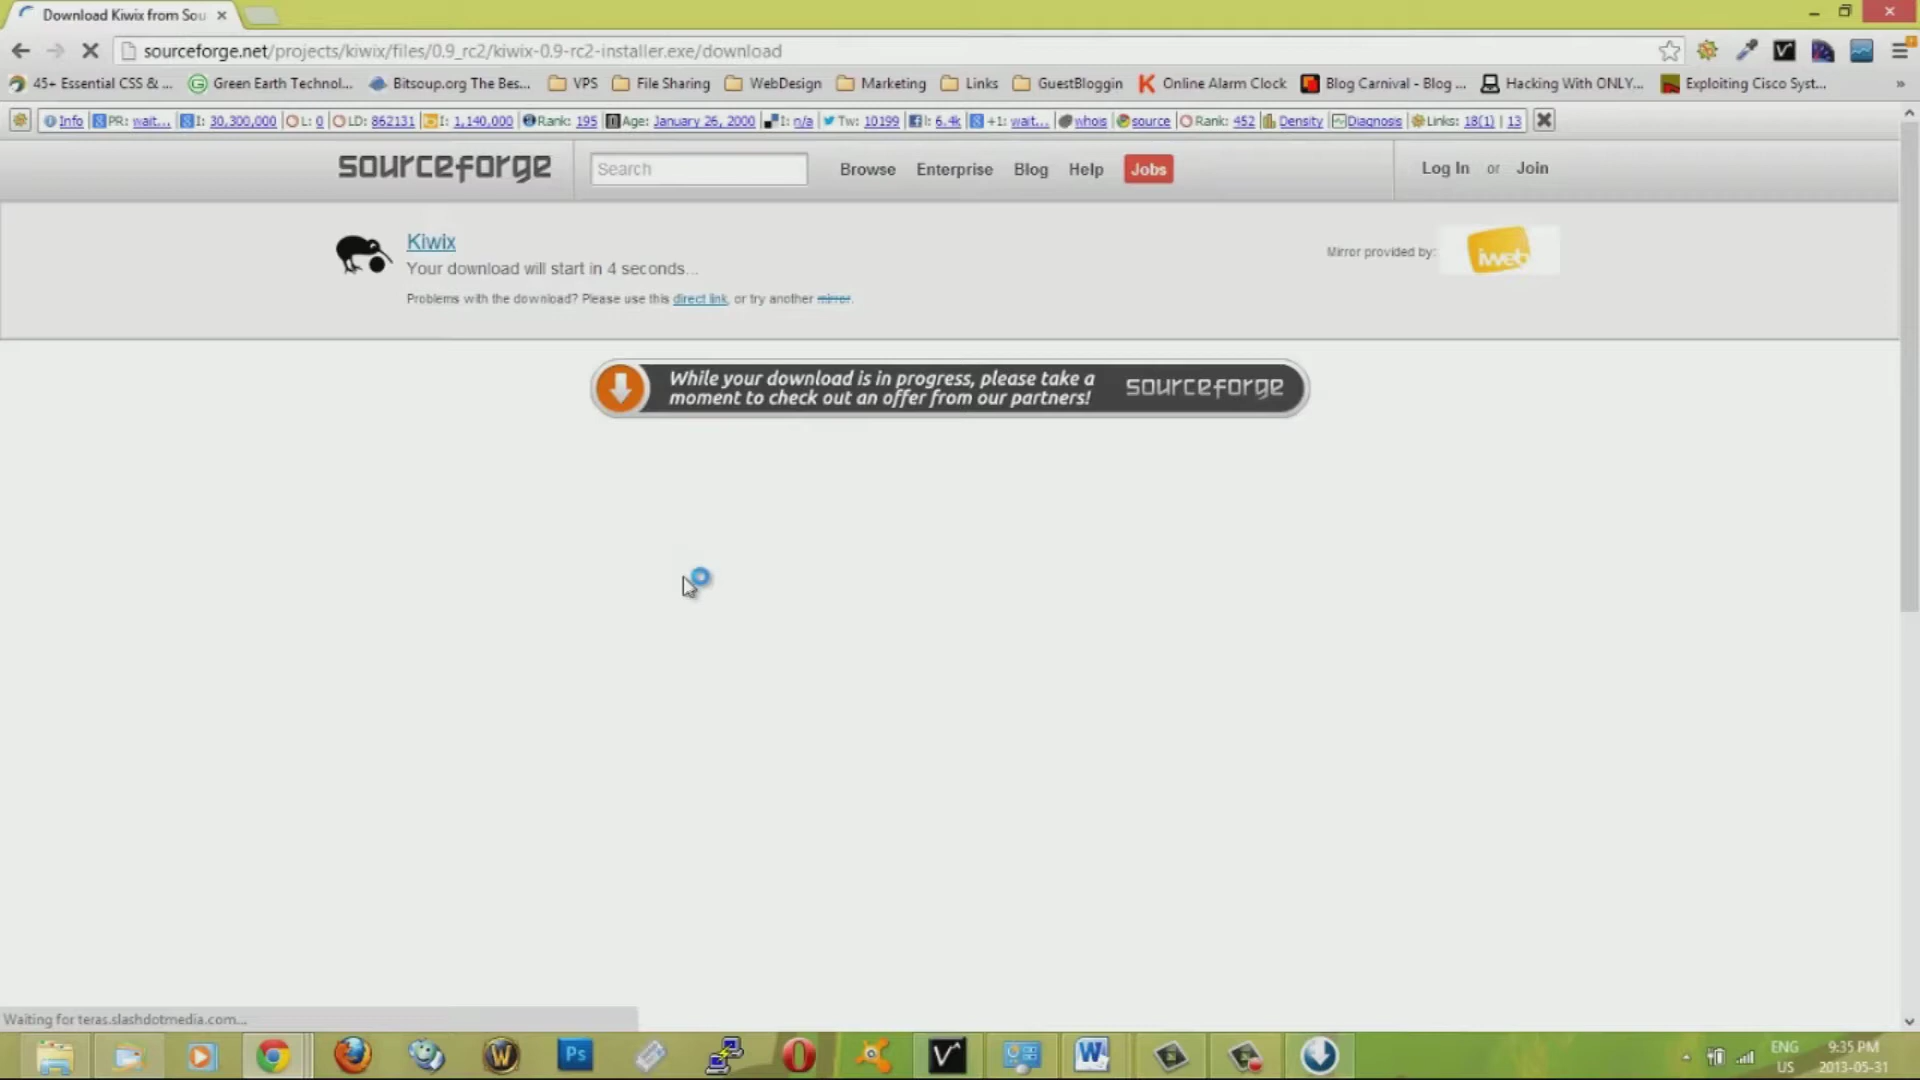 Download Kiwix from Sou
sourceforge.net/projects/kiwix/files/0.9_rc2/kiwix-0.9-rc2-installer.exe/download
45+ Essential CSS & ... Green Earth Technol... Bitsoup.org The Bes... VPS File Sharing WebDesign Marketing Links GuestBloggin Online Alarm Clock Blog Carnival - Blog ... Hacking With ONLY... Exploiting Cisco Syst... »
Info PR: wait... I: 30,300,000 L: 0 LD: 862131 I: 1,140,000 Rank: 195 Age: January 26, 2000 I: n/a Tw: 10199 I: 6.4k +1: wait... whois source Rank: 452 Density Diagnosis Links: 18(1) | 13
sourceforge Search Browse Enterprise Blog Help Jobs Log In or Join
Kiwix
Your download will start in 4 seconds...
Problems with the download? Please use this direct link, or try another mirror.
Mirror provided by: iweb
While your download is in progress, please take a
moment to check out an offer from our partners!
sourceforge
Waiting for teras.slashdotmedia.com...
W Ps V W
ENG
US
9:35 PM
2013-05-31